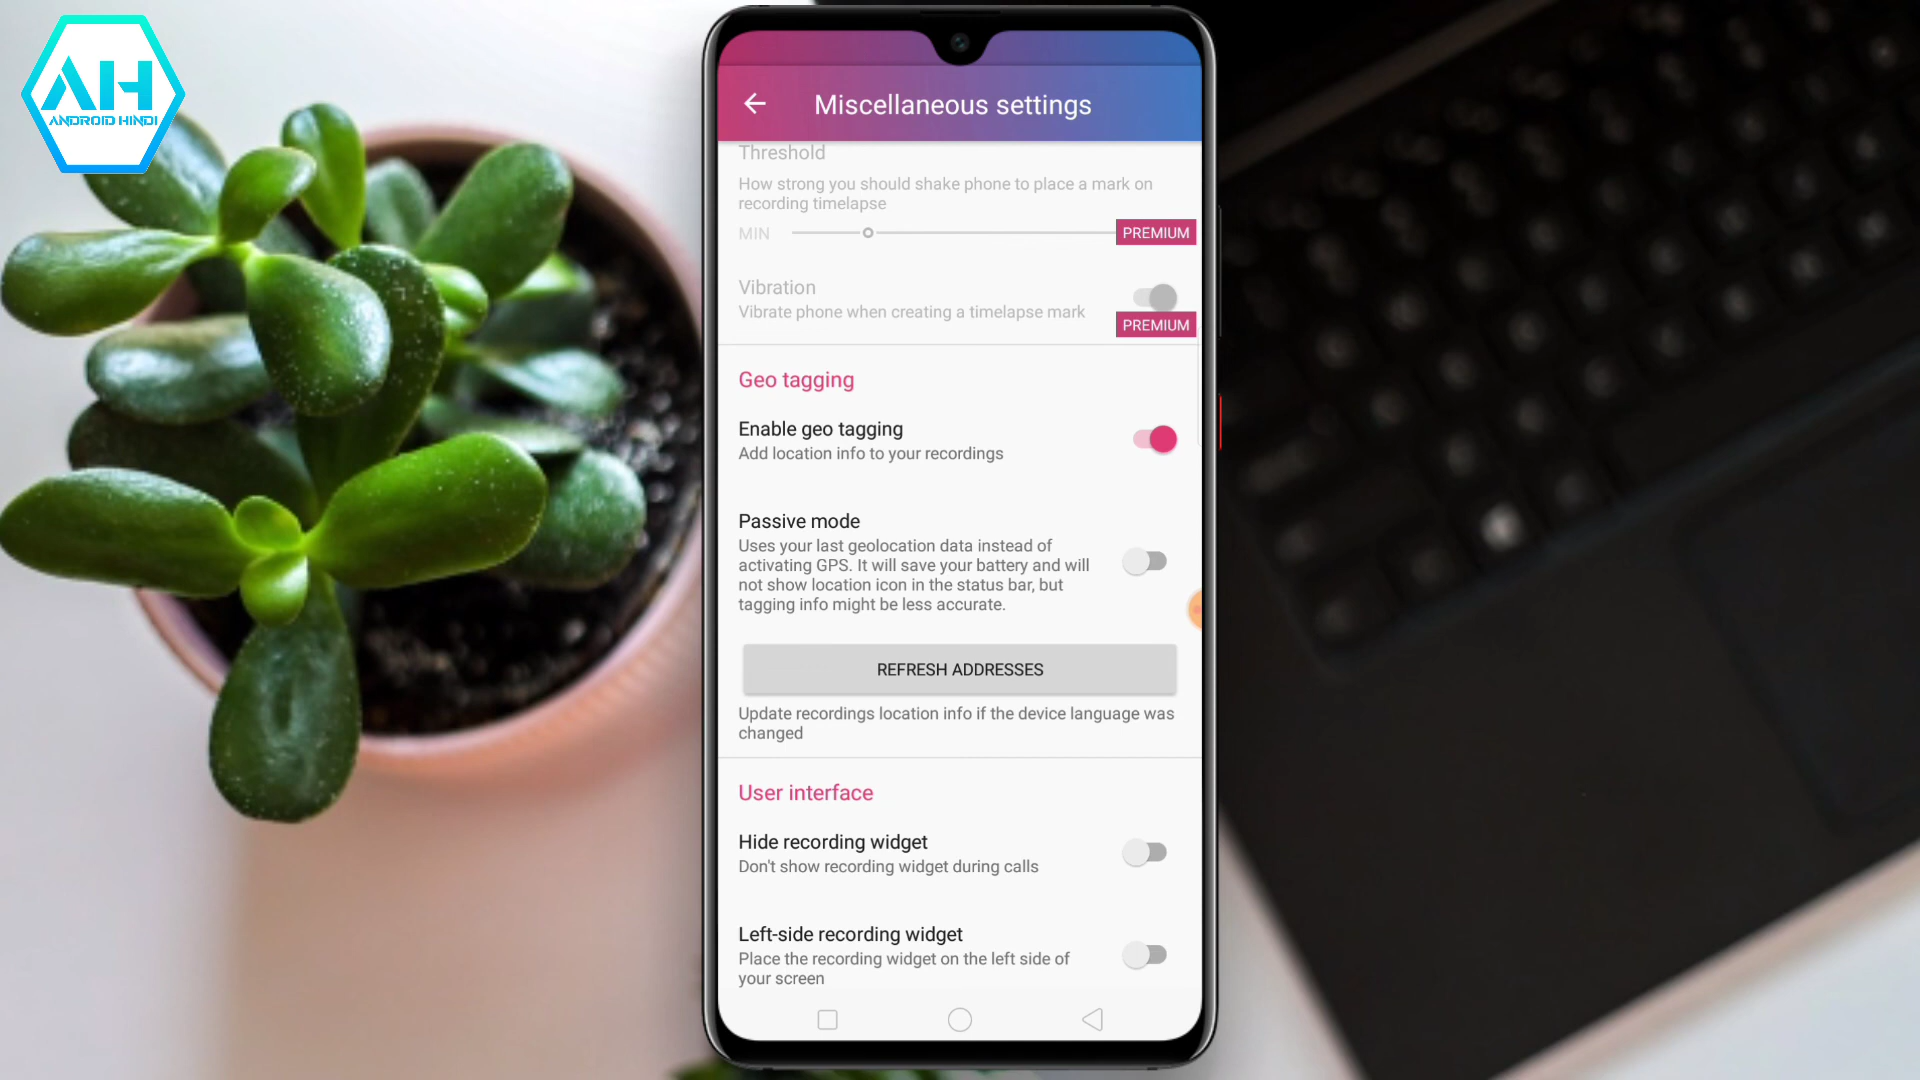 AH
ANDROID HINDI
Miscellaneous settings
Threshold
How strong you should shake phone to place a mark on
recording timelapse
MIN
PREMIUM
Vibration
Vibrate phone when creating a timelapse mark
PREMIUM
Geo tagging
Enable geo tagging
Add location info to your recordings
Passive mode
Uses your last geolocation data instead of
activating GPS. It will save your battery and will
not show location icon in the status bar, but
tagging info might be less accurate.
REFRESH ADDRESSES
Update recordings location info if the device language was
changed
User interface
Hide recording widget
Don't show recording widget during calls
Left-side recording widget
Place the recording widget on the left side of
your screen